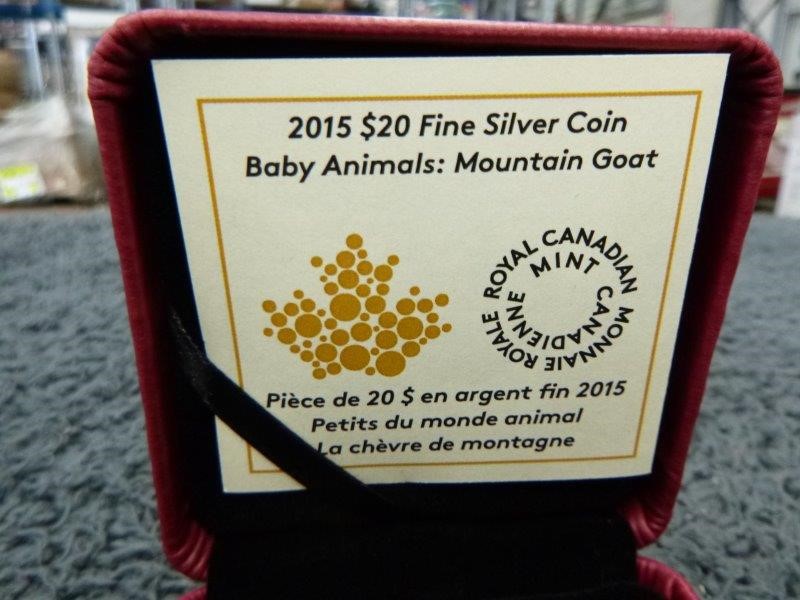 2015 $20 Fine Silver Coin
Baby Animals: Mountain Goat
ROYAL CANADIAN MINT
MONNAIE ROYALE CANADIENNE
Pièce de 20 $ en argent fin 2015
Petits du monde animal
La chèvre de montagne